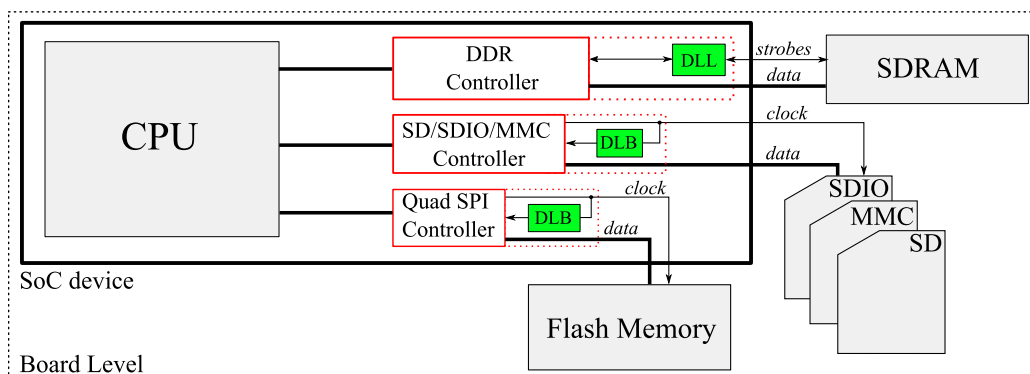 DDR
Controller
DLL
strobes
data
SDRAM
CPU
SD/SDIO/MMC
Controller
DLB
clock
data
Quad SPI
Controller
DLB
clock
data
SDIO
MMC
SD
SoC device
Flash Memory
Board Level